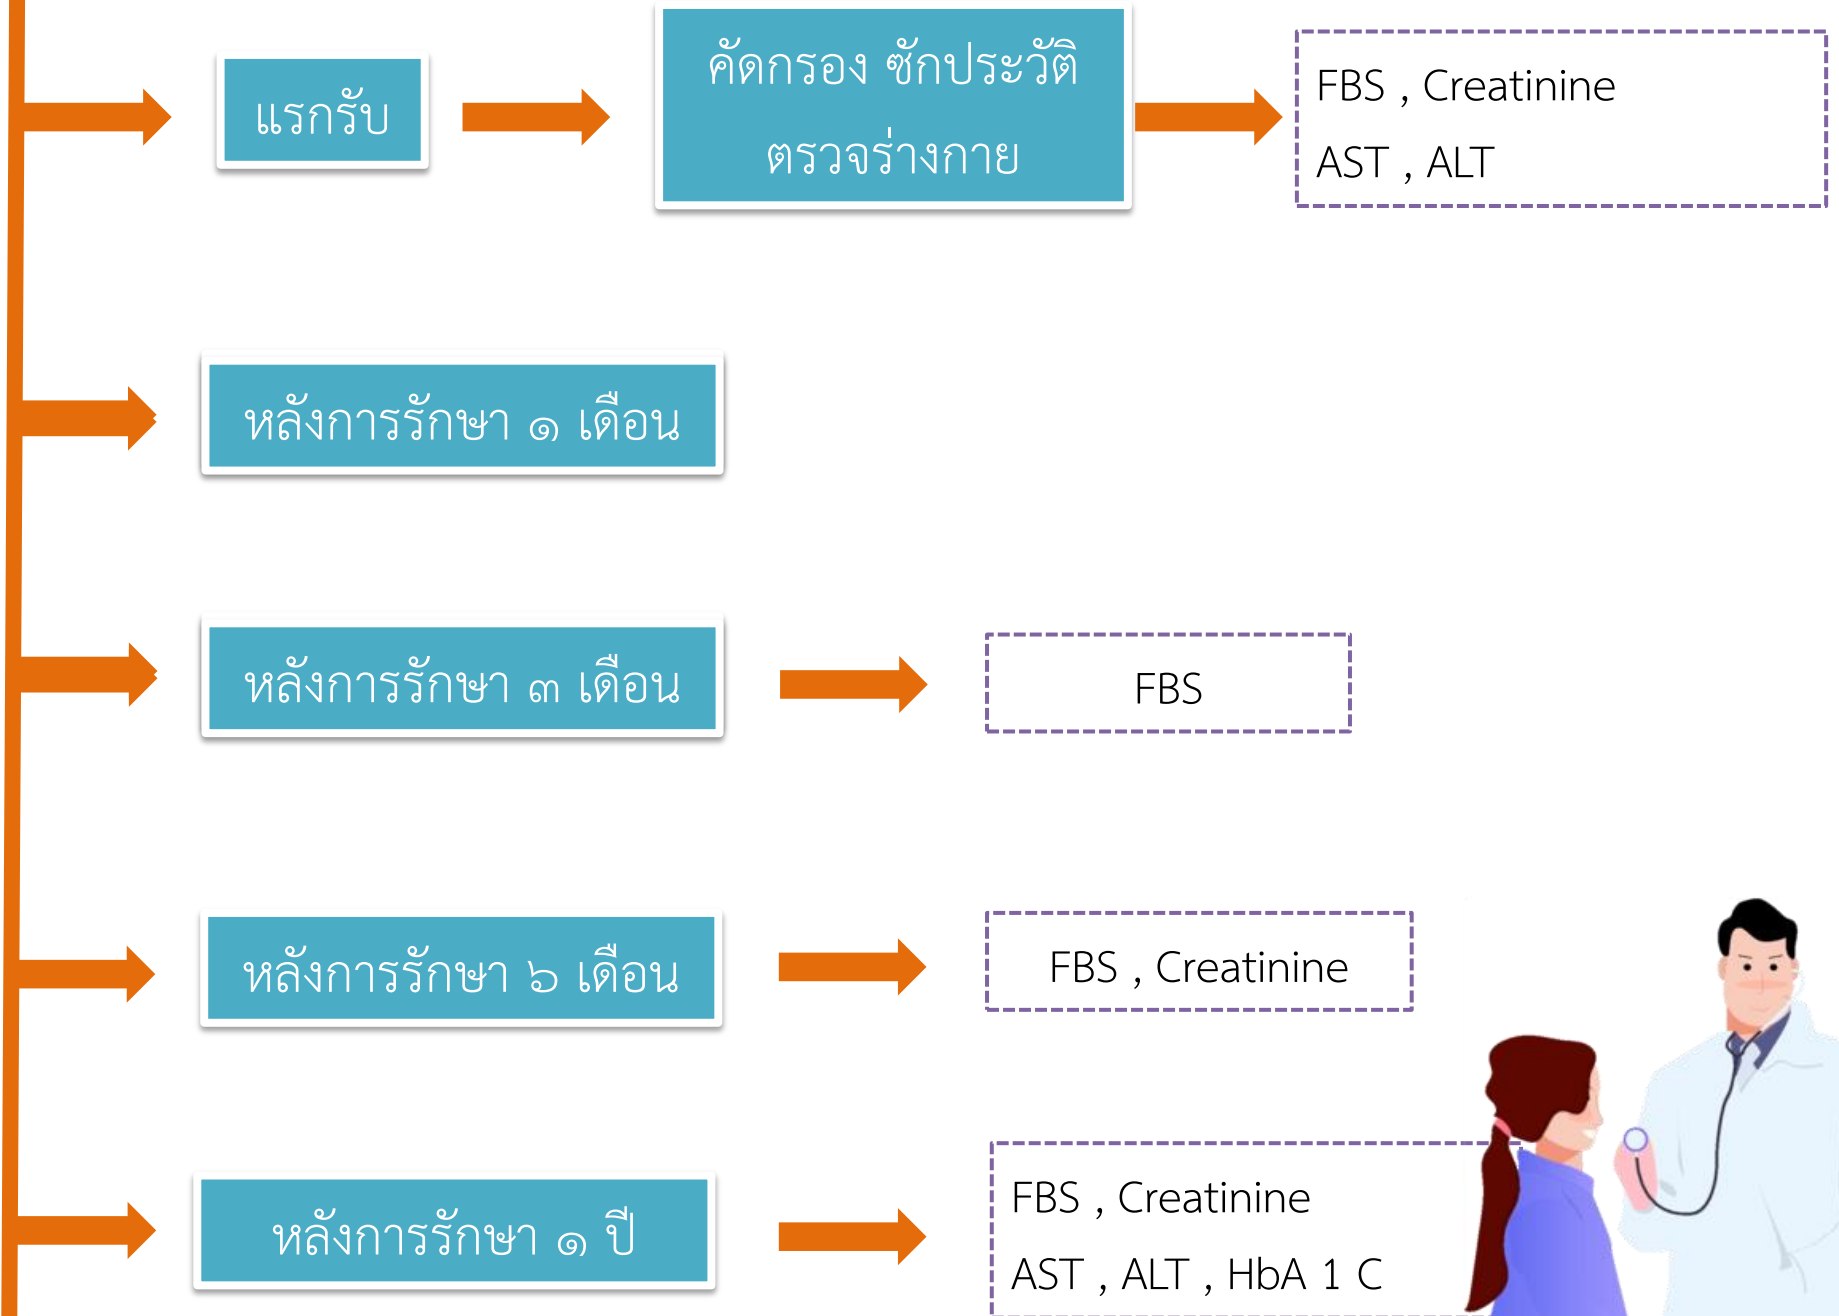 แรกรับ
คัดกรอง ซักประวัติ
ตรวจร่างกาย
FBS , Creatinine
AST , ALT
หลังการรักษา ๑ เดือน
หลังการรักษา ๓ เดือน
FBS
หลังการรักษา ๖ เดือน
FBS , Creatinine
หลังการรักษา ๑ ปี
FBS , Creatinine
AST , ALT , HbA 1 C